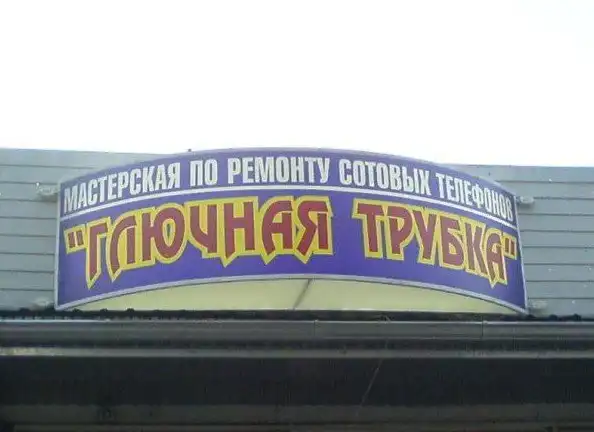 МАСТЕРСКАЯ ПО РЕМОНТУ СОТОВЫХ ТЕЛЕФОНОВ
"ГЛЮЧНАЯ ТРУБКА"